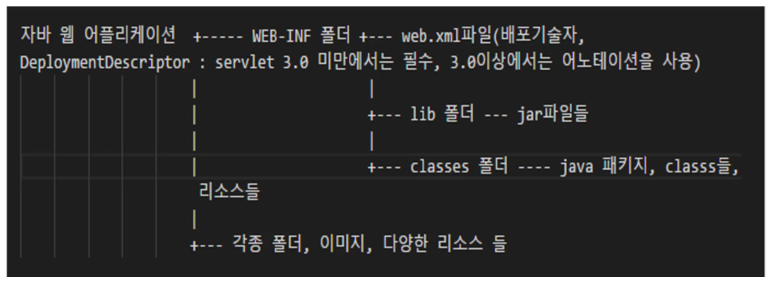 자바 웹 어플리케이션  +----- WEB-INF 폴더 +--- web.xml파일(배포기술자,
DeploymentDescriptor : servlet 3.0 미만에서는 필수, 3.0이상에서는 어노테이션을 사용)
|                    |
+--- lib 폴더 --- jar파일들
|                    |
|                    +--- classes 폴더 ---- java 패키지, classs들,
리소스들
|
+--- 각종 폴더, 이미지, 다양한 리소스 들